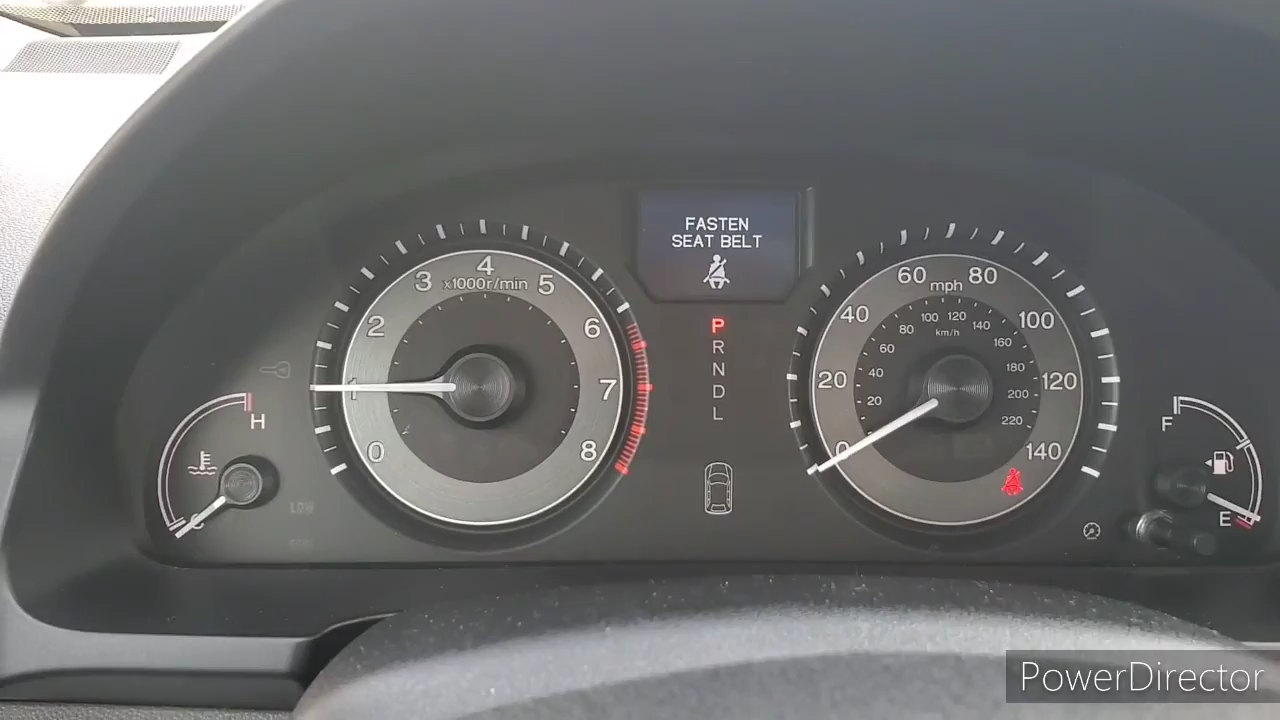 FASTEN
SEAT BELT
0
1
2
3
4
5
6
7
8
x1000r/min
P
R
N
D
L
0
20
40
60
80
100
120
140
mph
20
40
60
80
100
120
140
160
180
200
220
km/h
H
C
LOW
F
E
PowerDirector